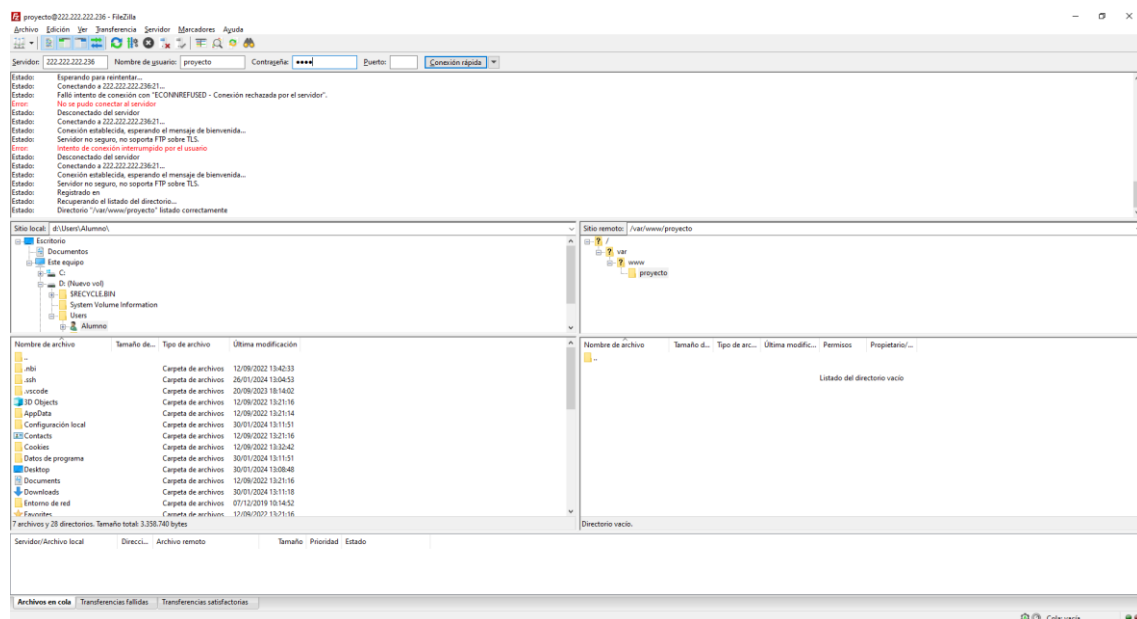 proyecto@222.222.222.236 - FileZilla
Archivo Edición Ver Transferencia Servidor Marcadores Ayuda
Servidor: 222.222.222.236 Nombre de usuario: proyecto Contraseña: •••• Puerto: Conexión rápida
Estado: Esperando para reintentar...
Estado: Conectando a 222.222.222.236:21...
Estado: Falló intento de conexión con "ECONNREFUSED - Conexión rechazada por el servidor".
Error: No se pudo conectar al servidor
Estado: Desconectado del servidor
Estado: Conectando a 222.222.222.236:21...
Estado: Conexión establecida, esperando el mensaje de bienvenida...
Estado: Servidor no seguro, no soporta FTP sobre TLS.
Error: Intento de conexión interrumpido por el usuario
Estado: Desconectado del servidor
Estado: Conectando a 222.222.222.236:21...
Estado: Conexión establecida, esperando el mensaje de bienvenida...
Estado: Servidor no seguro, no soporta FTP sobre TLS.
Estado: Registrado en
Estado: Recuperando el listado del directorio...
Estado: Directorio "/var/www/proyecto" listado correctamente
Sitio local: d:\Users\Alumno\
Escritorio
Documentos
Este equipo
C:
D: (Nuevo vol)
$RECYCLE.BIN
System Volume Information
Users
Alumno
Sitio remoto: /var/www/proyecto
/
var
www
proyecto
Nombre de archivo Tamaño de... Tipo de archivo Última modificación
..
.nbi Carpeta de archivos 12/09/2022 13:42:33
.ssh Carpeta de archivos 26/01/2024 13:04:53
.vscode Carpeta de archivos 20/09/2023 18:14:02
3D Objects Carpeta de archivos 12/09/2022 13:21:16
AppData Carpeta de archivos 12/09/2022 13:21:14
Configuración local Carpeta de archivos 30/01/2024 13:11:51
Contacts Carpeta de archivos 12/09/2022 13:21:16
Cookies Carpeta de archivos 12/09/2022 13:32:42
Datos de programa Carpeta de archivos 30/01/2024 13:11:51
Desktop Carpeta de archivos 30/01/2024 13:08:48
Documents Carpeta de archivos 12/09/2022 13:21:16
Downloads Carpeta de archivos 30/01/2024 13:11:18
Entorno de red Carpeta de archivos 07/12/2019 10:14:52
Favorites Carpeta de archivos 12/09/2022 13:21:16
7 archivos y 28 directorios. Tamaño total: 3.358.740 bytes
Nombre de archivo Tamaño d... Tipo de arc... Última modific... Permisos Propietario/...
..
Listado del directorio vacío
Directorio vacío.
Servidor/Archivo local Direcci... Archivo remoto Tamaño Prioridad Estado
Archivos en cola Transferencias fallidas Transferencias satisfactorias
Cola: vacía